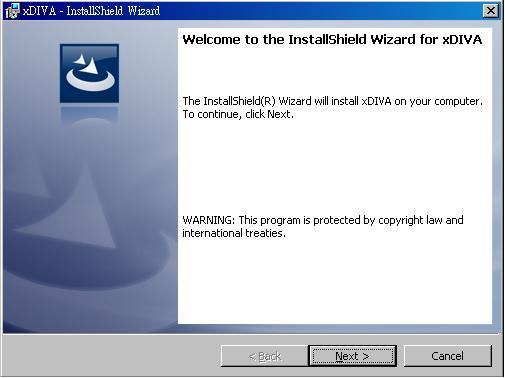 xDIVA - InstallShield Wizard
Welcome to the InstallShield Wizard for xDIVA
The InstallShield(R) Wizard will install xDIVA on your computer.
To continue, click Next.
WARNING: This program is protected by copyright law and
international treaties.
< Back
Next >
Cancel